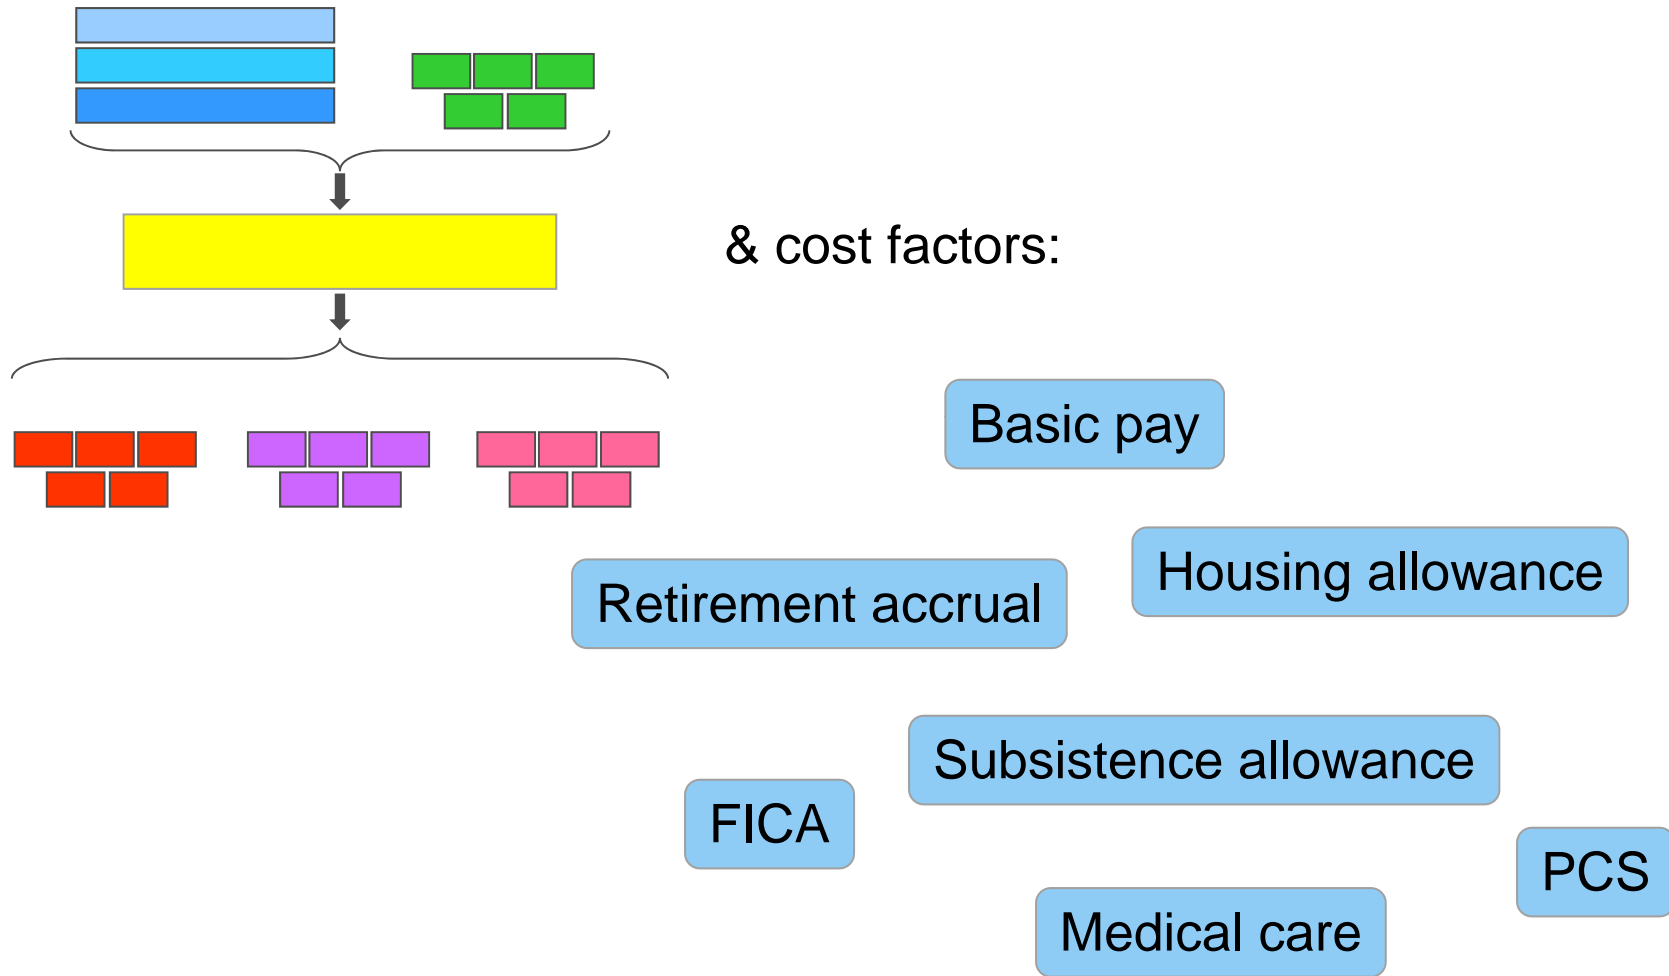 & cost factors:
Basic pay
Housing allowance
Retirement accrual
Subsistence allowance
FICA
PCS
Medical care